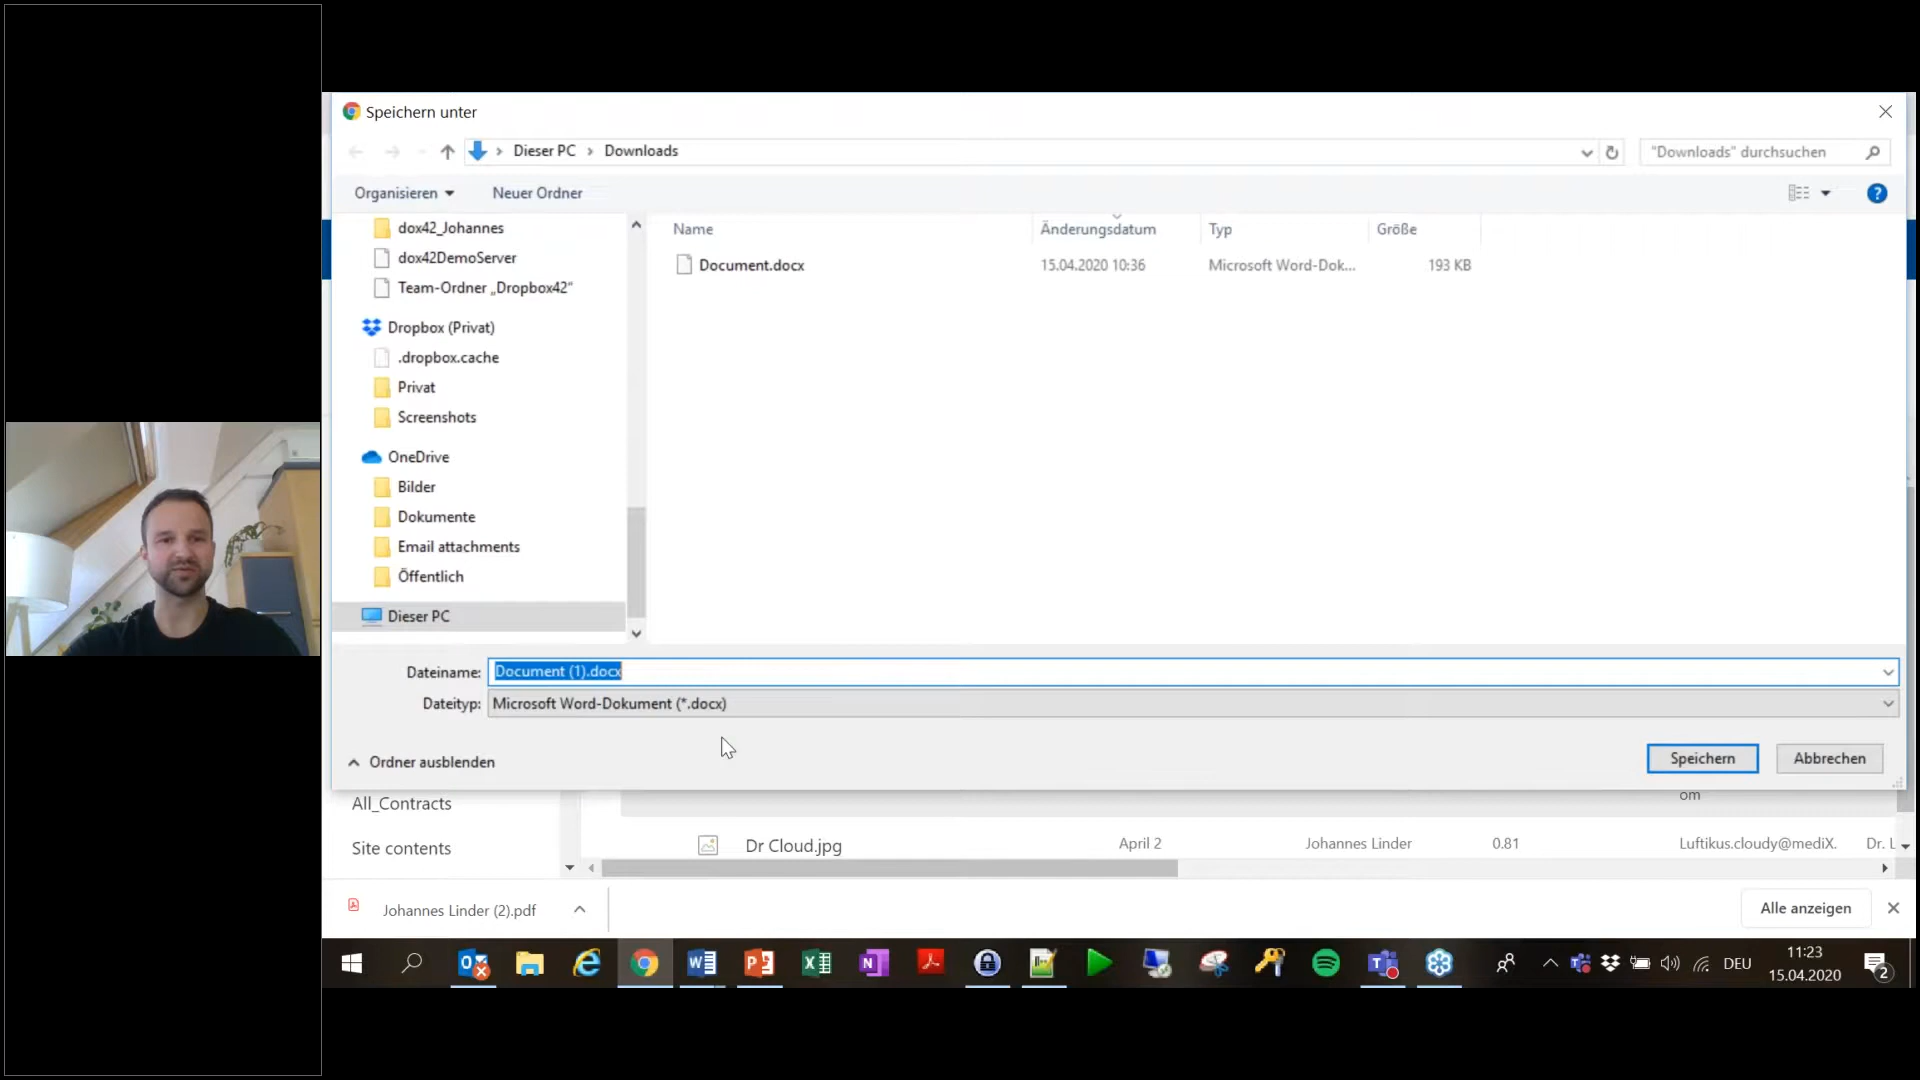 Speichern unter
Dieser PC > Downloads
"Downloads" durchsuchen
Organisieren
Neuer Ordner
?
dox42_Johannes
dox42DemoServer
Team-Ordner „Dropbox42“
Dropbox (Privat)
.dropbox.cache
Privat
Screenshots
OneDrive
Bilder
Dokumente
Email attachments
Öffentlich
Dieser PC
Name
Änderungsdatum
Typ
Größe
Document.docx
15.04.2020 10:36
Microsoft Word-Dok...
193 KB
Dateiname: Document (1).docx
Dateityp: Microsoft Word-Dokument (*.docx)
Ordner ausblenden
Speichern
Abbrechen
All_Contracts
Site contents
om
Dr Cloud.jpg
April 2
Johannes Linder
0.81
Luftikus.cloudy@mediX.
Dr. L
Johannes Linder (2).pdf
Alle anzeigen
DEU
11:23
15.04.2020
2